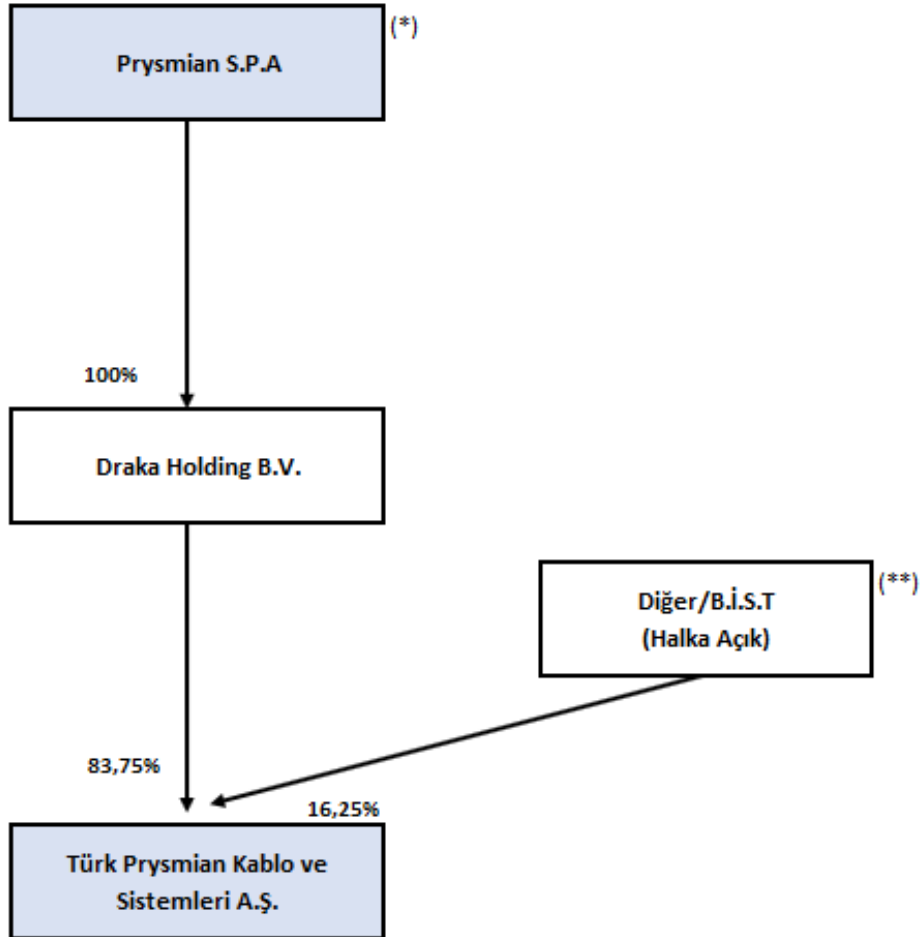 Prysmian S.P.A
(*)
100%
Draka Holding B.V.
Diğer/B.İ.S.T
(Halka Açık)
(**)
83,75%
16,25%
Türk Prysmian Kablo ve
Sistemleri A.Ş.